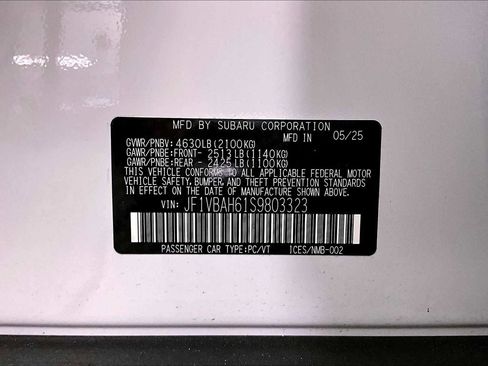 MFD BY SUBARU CORPORATION
05/25
GVWR/PNBV: 4630LB(2100KG)
GAWR/PNBE:FRONT- 2513LB(1140KG)
GAWR/PNBE:REAR - 2425LB(1100KG)
THIS VEHICLE CONFORMS TO ALL APPLICABLE FEDERAL MOTOR
VEHICLE SAFETY, BUMPER, AND THEFT PREVENTION STANDARDS
IN EFFECT ON THE DATE OF MANUFACTURE SHOWN ABOVE.
VIN: JF1VBAH61S9803323
PASSENGER CAR TYPE:PC/VT ICES/NMB-002